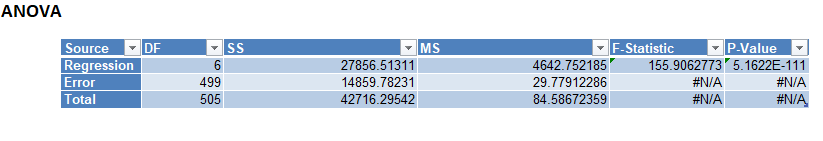 ANOVA
Source DF SS MS F-Statistic P-Value
Regression 6 27856.51311 4642.752185 155.9062773 5.1622E-111
Error 499 14859.78231 29.77912286 #N/A #N/A
Total 505 42716.29542 84.58672359 #N/A #N/A